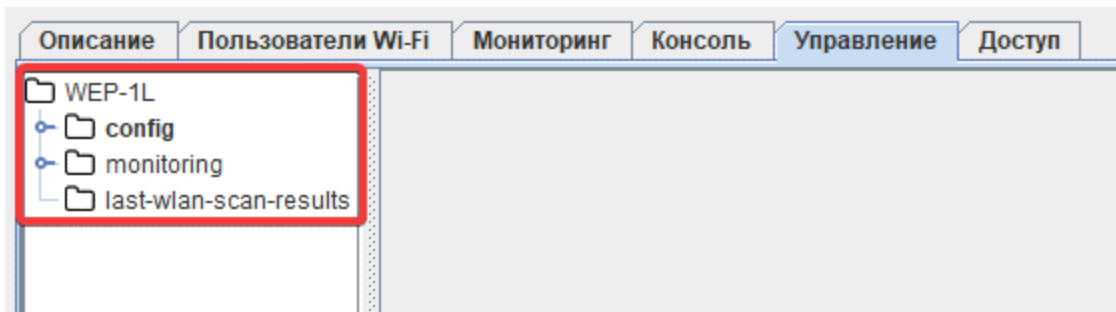 Описание Пользователи Wi-Fi Мониторинг Консоль Управление Доступ
WEP-1L
config
monitoring
last-wlan-scan-results